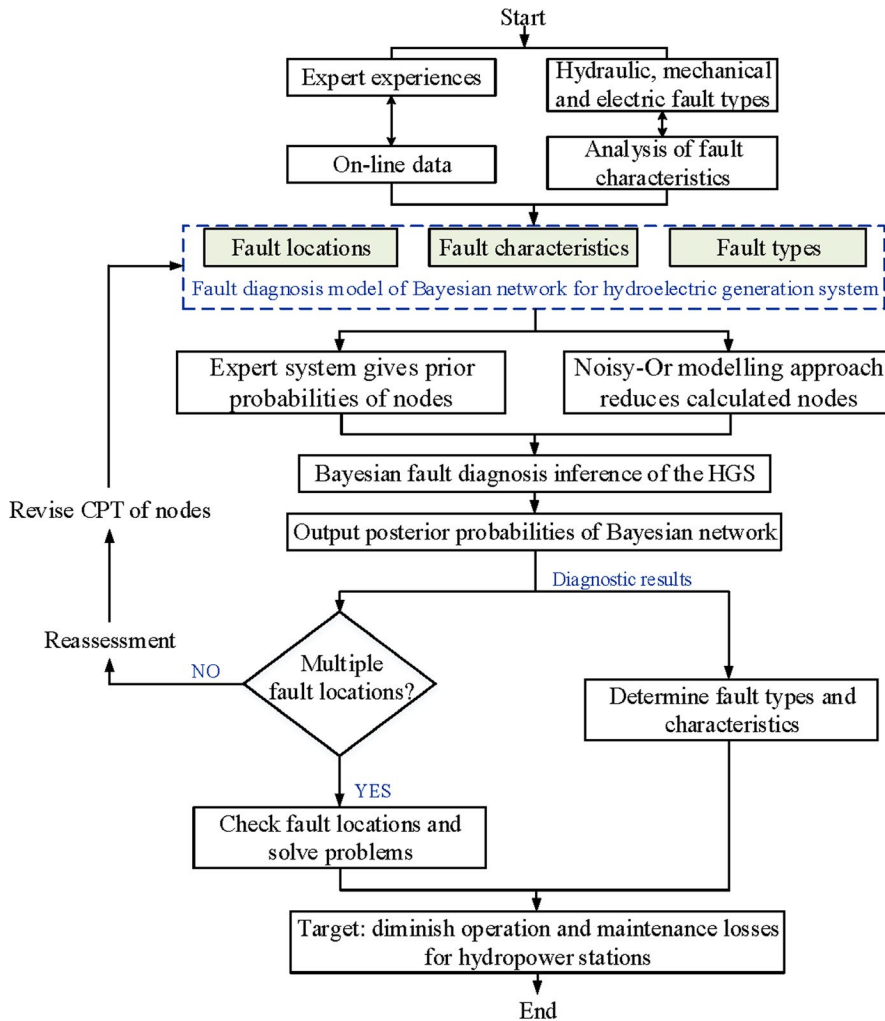 Start
Expert experiences
Hydraulic, mechanical
and electric fault types
On-line data
Analysis of fault
characteristics
Fault locations
Fault characteristics
Fault types
Fault diagnosis model of Bayesian network for hydroelectric generation system
Expert system gives prior
probabilities of nodes
Noisy-Or modelling approach
reduces calculated nodes
Bayesian fault diagnosis inference of the HGS
Revise CPT of nodes
Output posterior probabilities of Bayesian network
Diagnostic results
Reassessment
NO
Multiple
fault locations?
Determine fault types and
characteristics
YES
Check fault locations and
solve problems
Target: diminish operation and maintenance losses
for hydropower stations
End